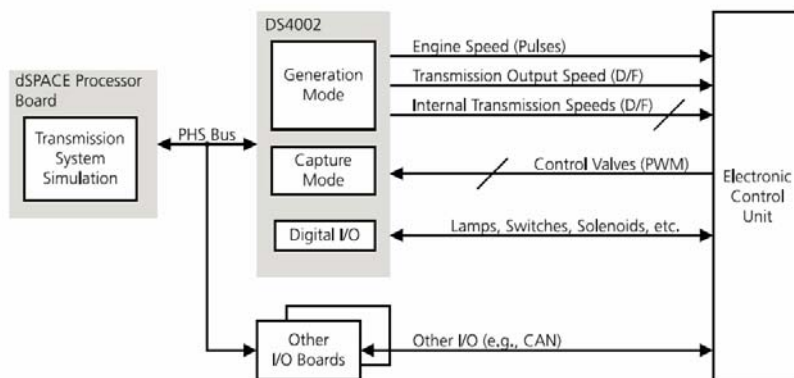 DS4002
dSPACE Processor
Board
Transmission
System
Simulation
PHS Bus
Generation
Mode
Capture
Mode
Digital I/O
Other
I/O Boards
Engine Speed (Pulses)
Transmission Output Speed (D/F)
Internal Transmission Speeds (D/F)
Control Valves (PWM)
Lamps, Switches, Solenoids, etc.
Other I/O (e.g., CAN)
Electronic
Control
Unit